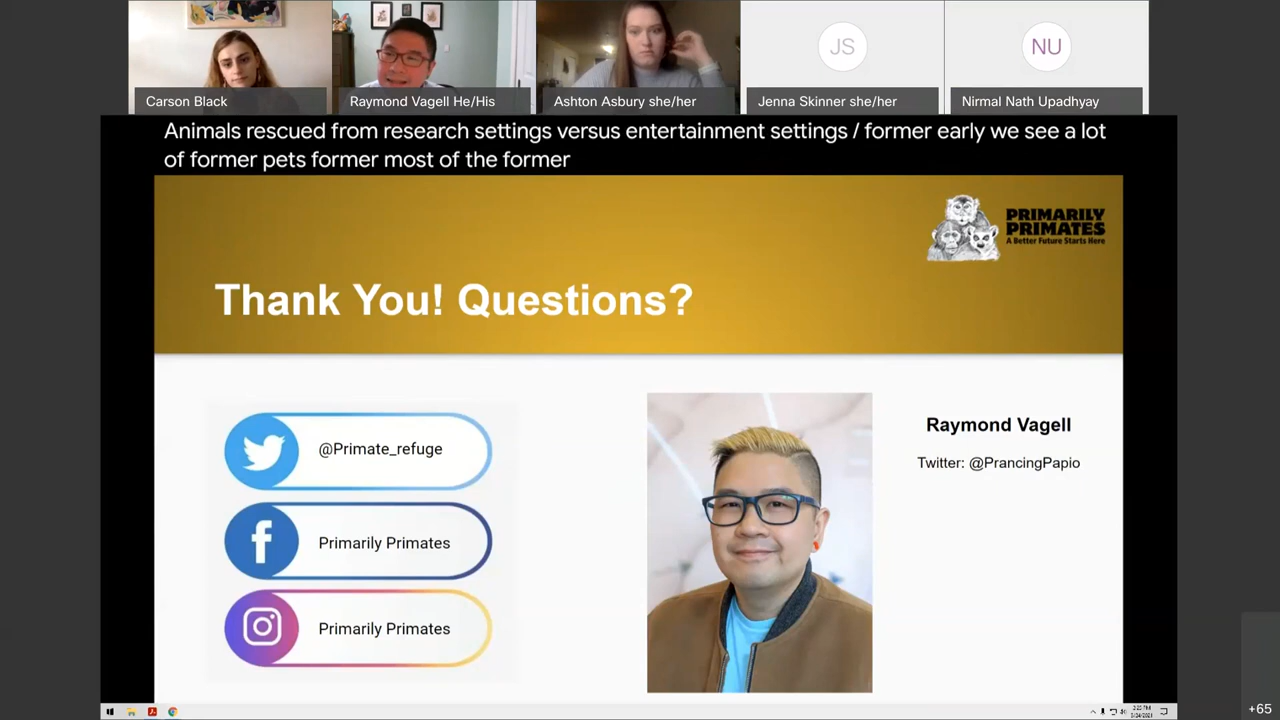 Carson Black
Raymond Vagell He/His
Ashton Asbury she/her
JS
Jenna Skinner she/her
NU
Nirmal Nath Upadhyay
Animals rescued from research settings versus entertainment settings / former early we see a lot
of former pets former most of the former
PRIMARILY
PRIMATES
A Better Future Starts Here
Thank You! Questions?
@Primate_refuge
Primarily Primates
Primarily Primates
Raymond Vagell
Twitter: @PrancingPapio
+65